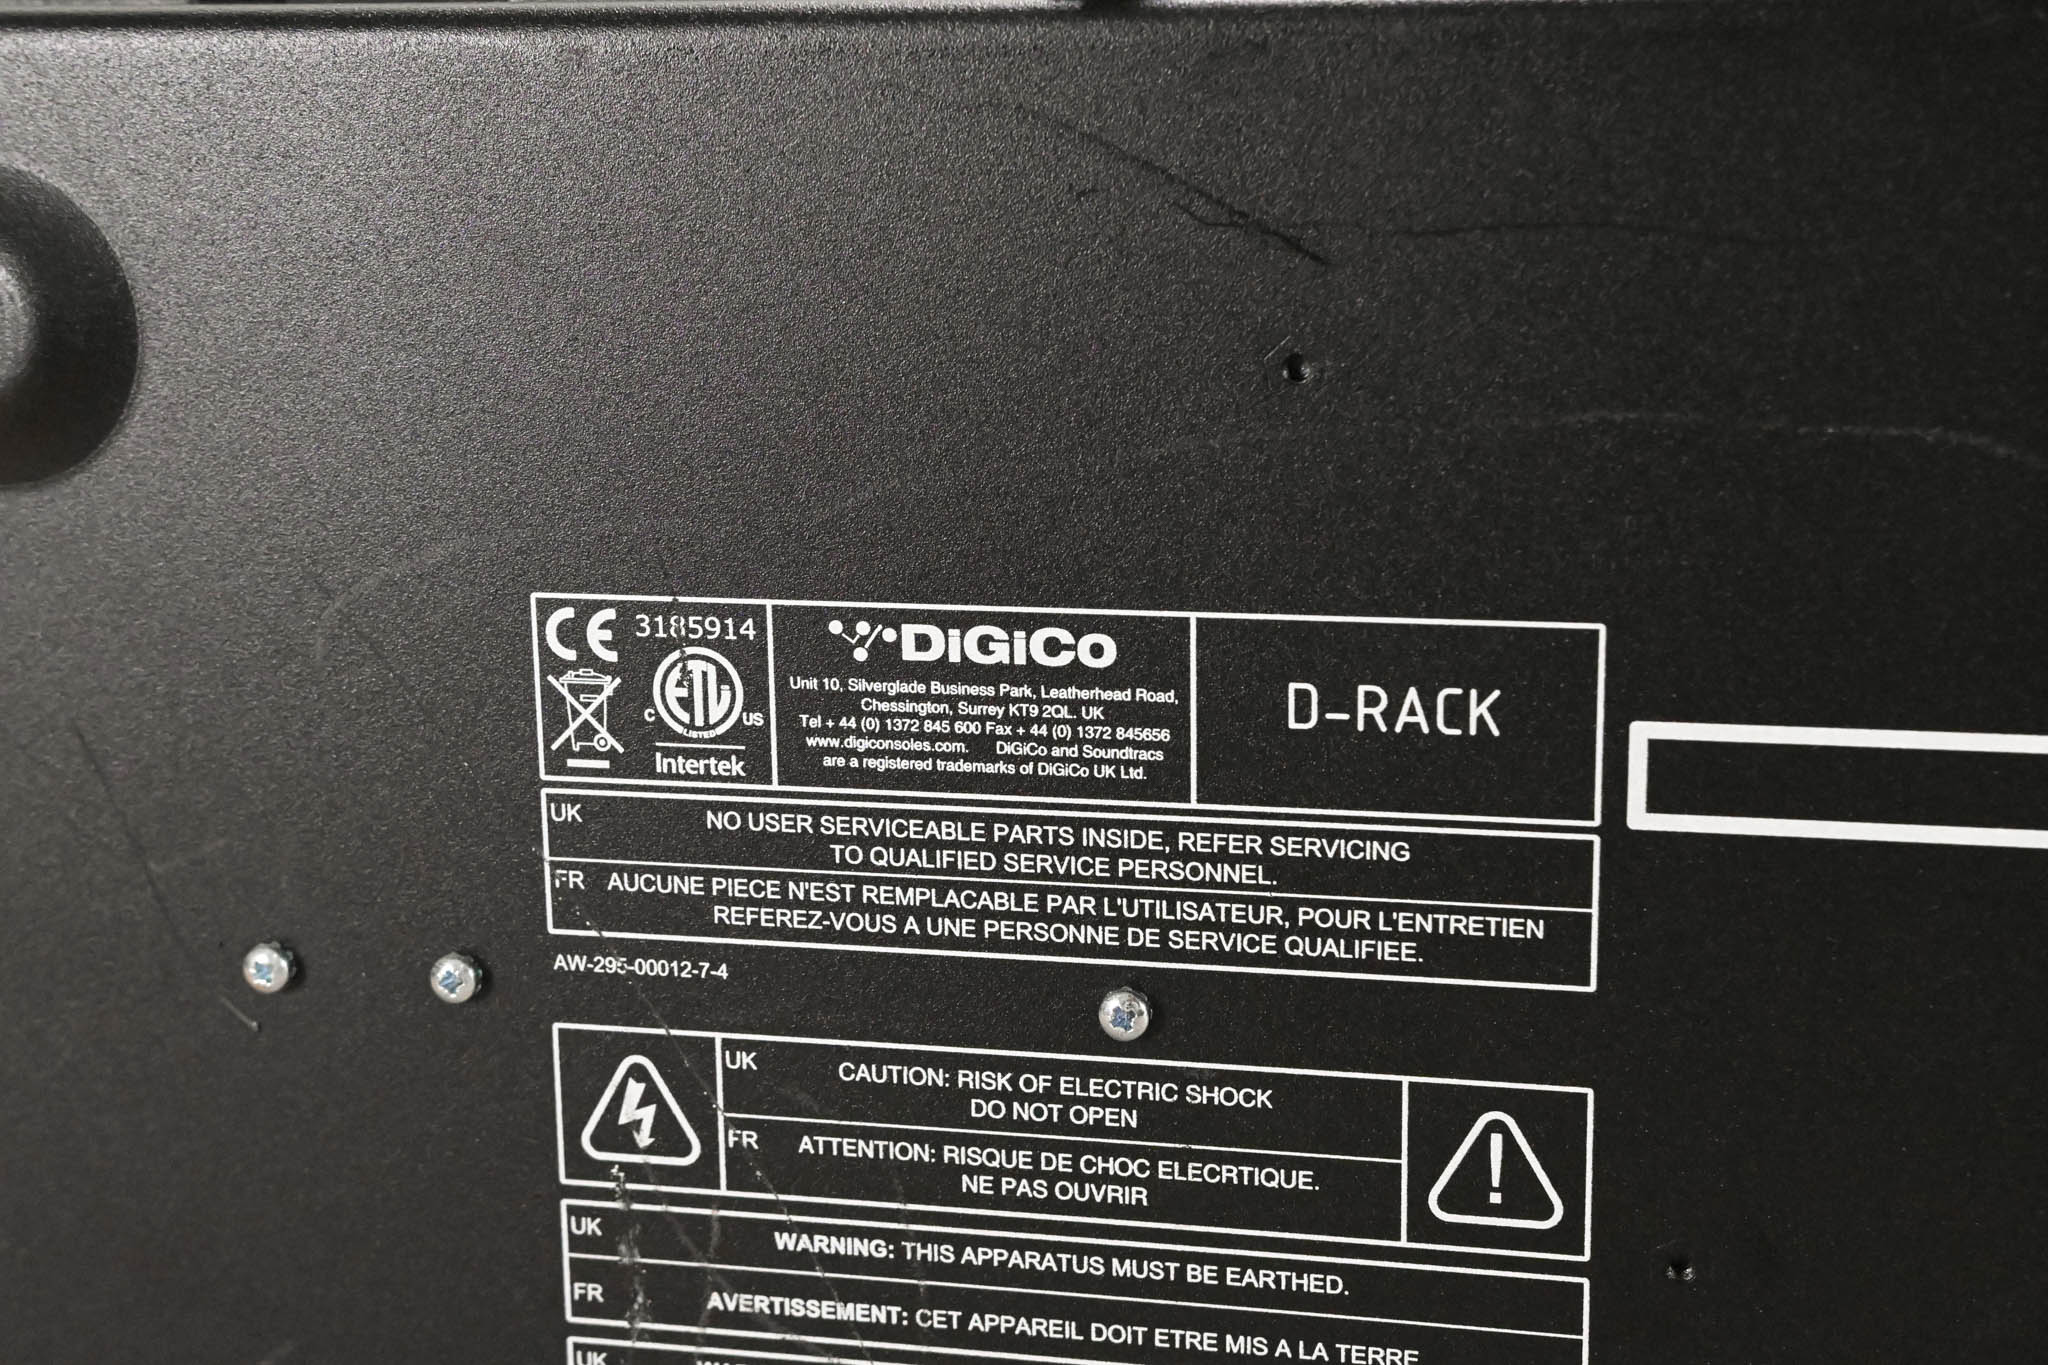 CE 3185914
C ETL US
LISTED
Intertek
DiGiCo
Unit 10, Silverglade Business Park, Leatherhead Road,
Chessington, Surrey KT9 2QL. UK
Tel + 44 (0) 1372 845 600 Fax + 44 (0) 1372 845656
www.digiconsoles.com. DiGiCo and Soundtracs
are a registered trademarks of DiGiCo UK Ltd.
D-RACK
UK NO USER SERVICEABLE PARTS INSIDE, REFER SERVICING
TO QUALIFIED SERVICE PERSONNEL.
FR AUCUNE PIECE N'EST REMPLACABLE PAR L'UTILISATEUR, POUR L'ENTRETIEN
REFEREZ-VOUS A UNE PERSONNE DE SERVICE QUALIFIEE.
AW-295-00012-7-4
UK CAUTION: RISK OF ELECTRIC SHOCK
DO NOT OPEN
FR ATTENTION: RISQUE DE CHOC ELECRTIQUE.
NE PAS OUVRIR
UK WARNING: THIS APPARATUS MUST BE EARTHED.
FR AVERTISSEMENT: CET APPAREIL DOIT ETRE MIS A LA TERRE
UK